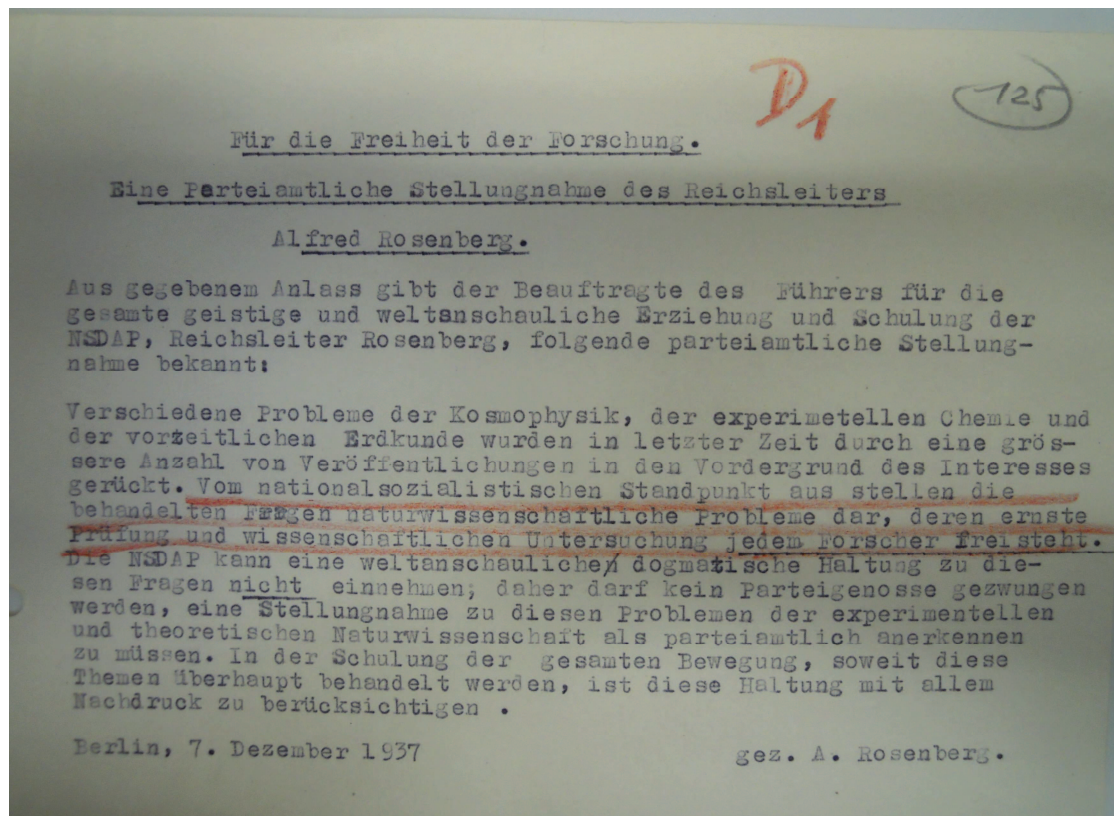 D1
125
Für die Freiheit der Forschung.
Eine Parteiamtliche Stellungnahme des Reichsleiters
Alfred Rosenberg.
Aus gegebenem Anlass gibt der Beauftragte des Führers für die
gesamte geistige und weltanschauliche Erziehung und Schulung der
NSDAP, Reichsleiter Rosenberg, folgende parteiamtliche Stellung-
nahme bekannt:
Verschiedene Probleme der Kosmophysik, der experimetellen Chemie und
der vorzeitlichen Erdkunde wurden in letzter Zeit durch eine grös-
sere Anzahl von Veröffentlichungen in den Vordergrund des Interesses
gerückt. Vom nationalsozialistischen Standpunkt aus stellen die
behandelten Fragen naturwissenschaftliche Probleme dar, deren ernste
Prüfung und wissenschaftlichen Untersuchung jedem Forscher freisteht.
Die NSDAP kann eine weltanschauliche dogmatische Haltung zu die-
sen Fragen nicht einnehmen; daher darf kein Parteigenosse gezwungen
werden, eine Stellungnahme zu diesen Problemen der experimentellen
und theoretischen Naturwissenschaft als parteiamtlich anerkennen
zu müssen. In der Schulung der gesamten Bewegung, soweit diese
Themen überhaupt behandelt werden, ist diese Haltung mit allem
Nachdruck zu berücksichtigen .
Berlin, 7. Dezember 1937 gez. A. Rosenberg.